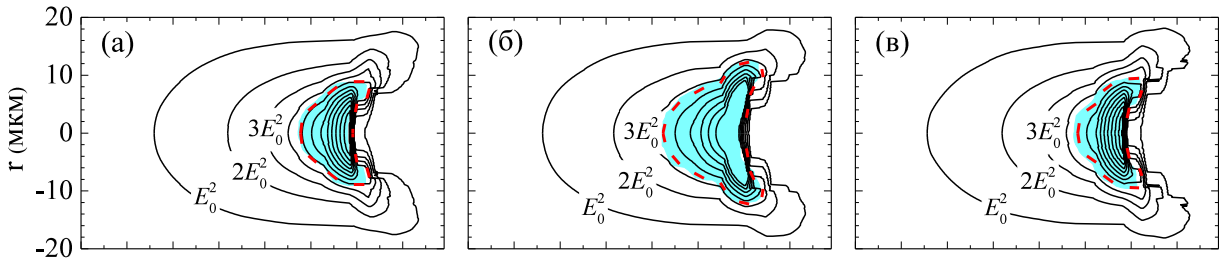 (а) (б) (в)
r (мкм)
20
10
0
-10
-20
3E₀² 3E₀² 3E₀²
2E₀² 2E₀² 2E₀²
E₀² E₀² E₀²